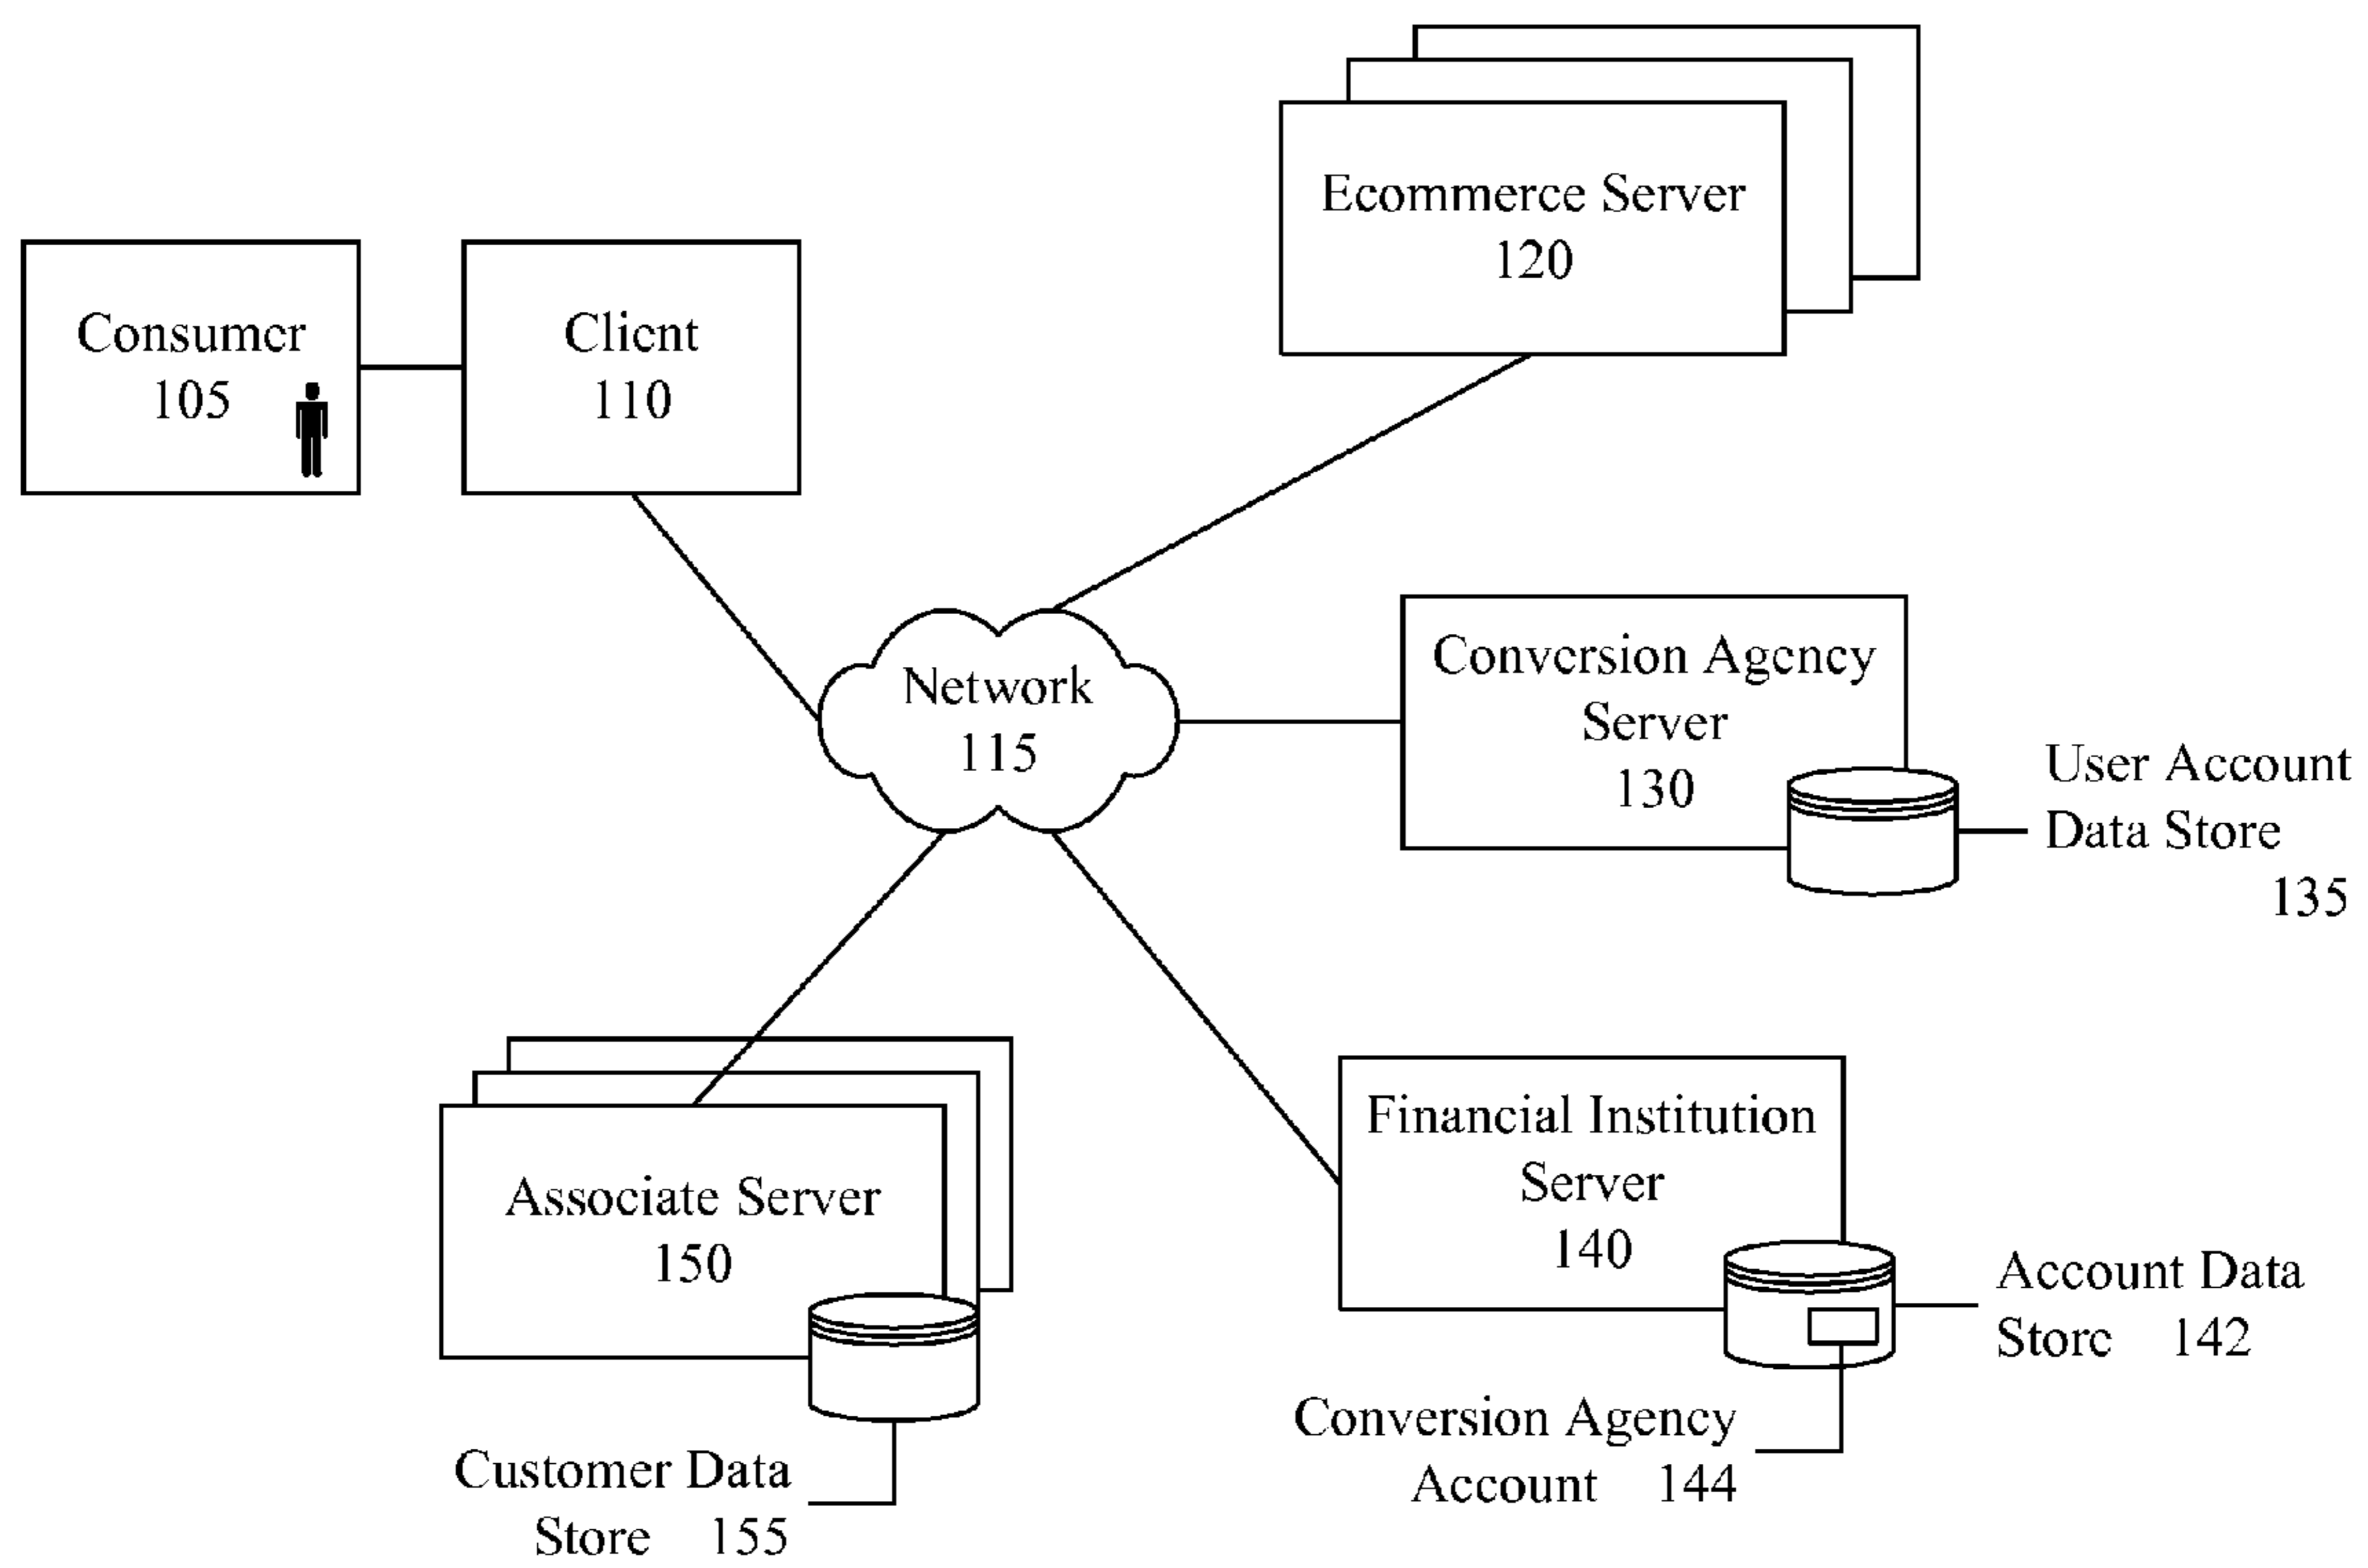 Ecommerce Server
120
Consumer
105
Client
110
Network
115
Conversion Agency
Server
130
User Account
Data Store
135
Associate Server
150
Customer Data
Store 155
Financial Institution
Server
140
Account Data
Store 142
Conversion Agency
Account 144